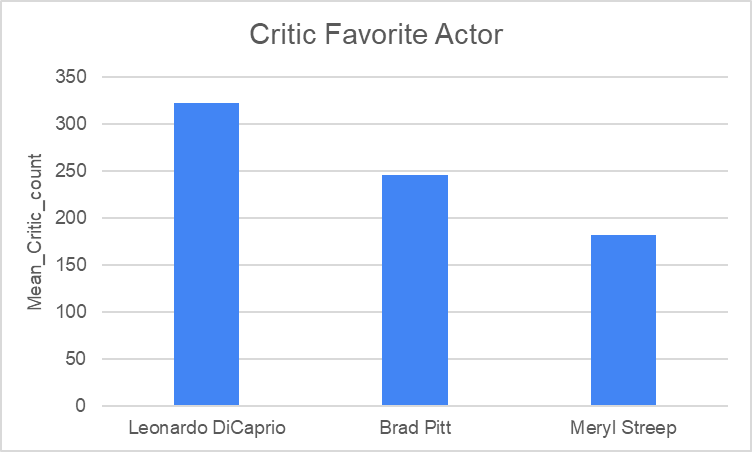 Critic Favorite Actor
Mean_Critic_count
350
300
250
200
150
100
50
0
Leonardo DiCaprio
Brad Pitt
Meryl Streep